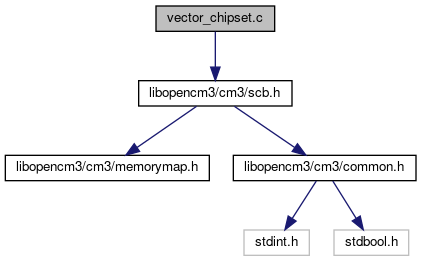 vector_chipset.c
libopencm3/cm3/scb.h
libopencm3/cm3/memorymap.h
libopencm3/cm3/common.h
stdint.h
stdbool.h